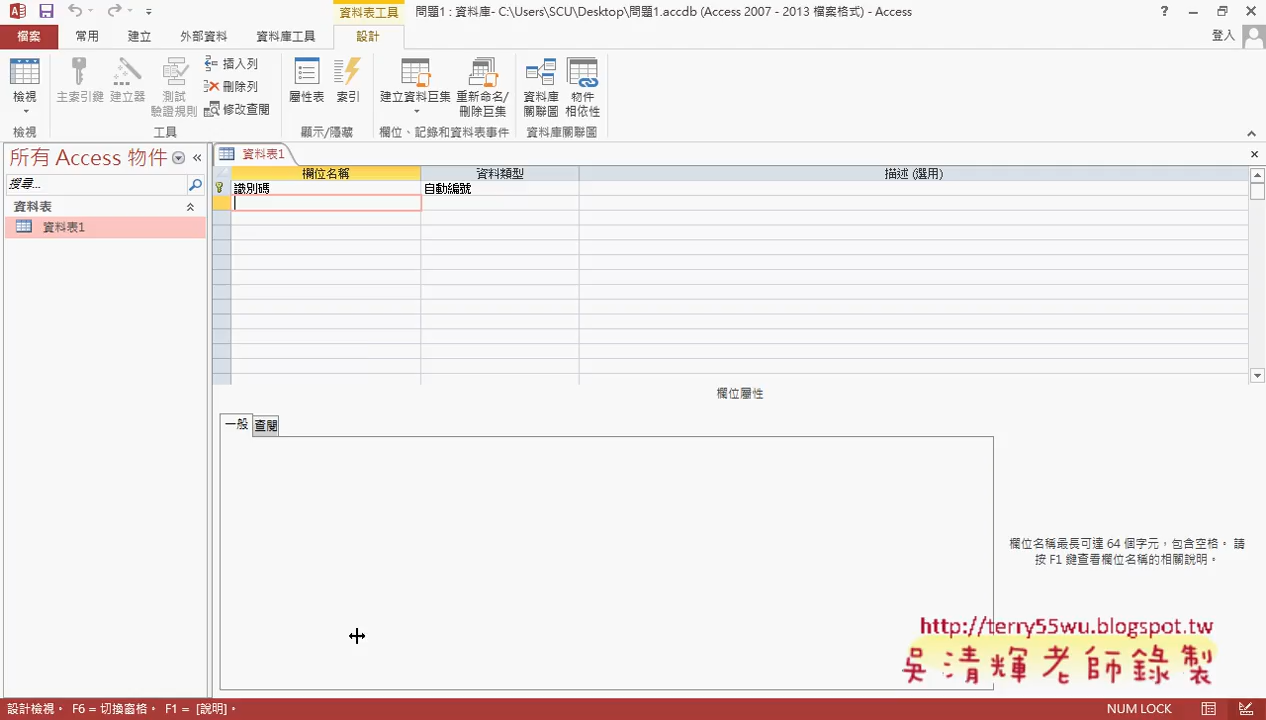 資料表工具
問題1 : 資料庫- C:\Users\SCU\Desktop\問題1.accdb (Access 2007 - 2013 檔案格式) - Access
檔案
常用
建立
外部資料
資料庫工具
設計
登入
檢視
主索引鍵
建立器
測試
驗證規則
插入列
刪除列
修改查閱
屬性表
索引
建立資料巨集
重新命名/
刪除巨集
資料庫
關聯圖
物件
相依性
檢視
工具
顯示/隱藏
欄位、記錄和資料表事件
資料庫關聯圖
所有 Access 物件
搜尋...
資料表
資料表1
資料表1
欄位名稱
資料類型
描述 (選用)
識別碼
自動編號
欄位屬性
一般
查閱
欄位名稱最長可達 64 個字元，包含空格。 請
按 F1 鍵查看欄位名稱的相關說明。
http://terry55wu.blogspot.tw
吳清輝老師錄製
設計檢視。 F6 = 切換窗格。 F1 = [說明]。
NUM LOCK